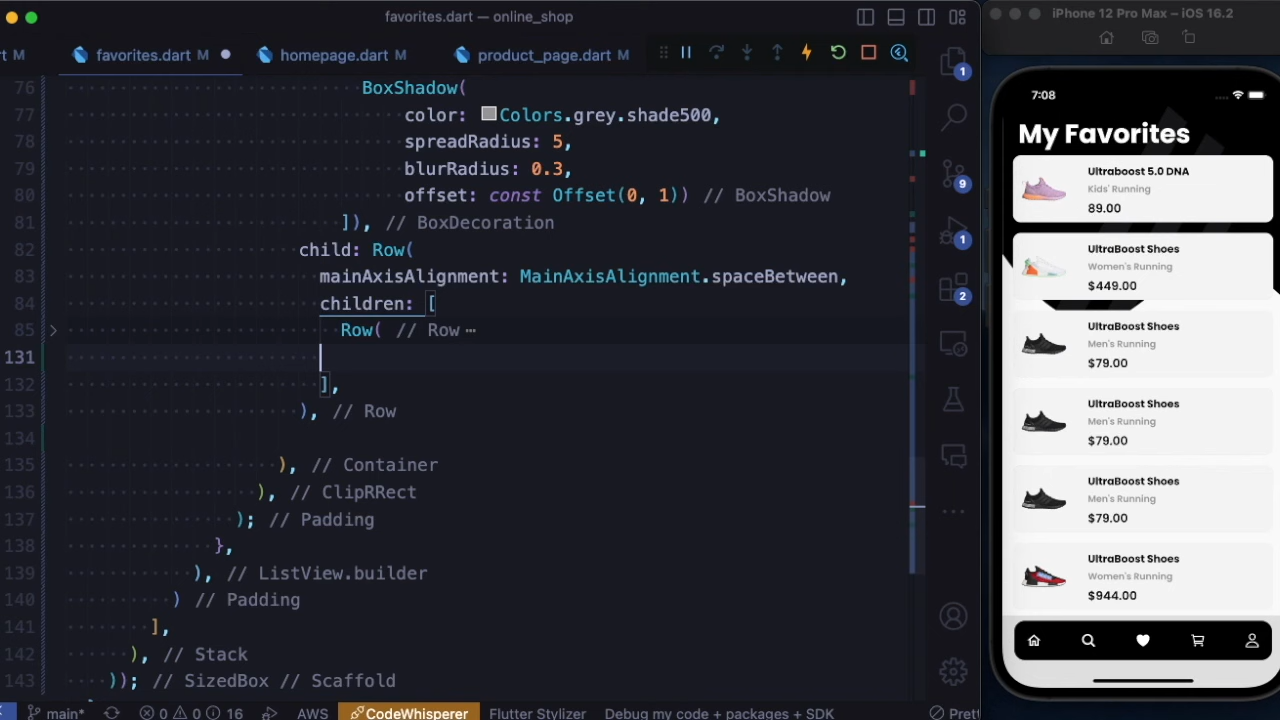 favorites.dart — online_shop
iPhone 12 Pro Max – iOS 16.2
rt M
favorites.dart M
homepage.dart M
product_page.dart M
76 BoxShadow(
77 color: Colors.grey.shade500,
78 spreadRadius: 5,
79 blurRadius: 0.3,
80 offset: const Offset(0, 1)) // BoxShadow
81 ]), // BoxDecoration
82 child: Row(
83 mainAxisAlignment: MainAxisAlignment.spaceBetween,
84 children: [
85 Row( // Row ⋯
131
132 ],
133 ), // Row
134
135 ), // Container
136 ), // ClipRRect
137 ); // Padding
138 },
139 ), // ListView.builder
140 ) // Padding
141 ],
142 ), // Stack
143 )); // SizedBox // Scaffold
1
9
1
2
main* 0 0 16 AWS CodeWhisperer Flutter Stylizer Debug my code + packages + SDK Prett
7:08
My Favorites
Ultraboost 5.0 DNA
Kids' Running
89.00
UltraBoost Shoes
Women's Running
$449.00
UltraBoost Shoes
Men's Running
$79.00
UltraBoost Shoes
Men's Running
$79.00
UltraBoost Shoes
Men's Running
$79.00
UltraBoost Shoes
Women's Running
$944.00